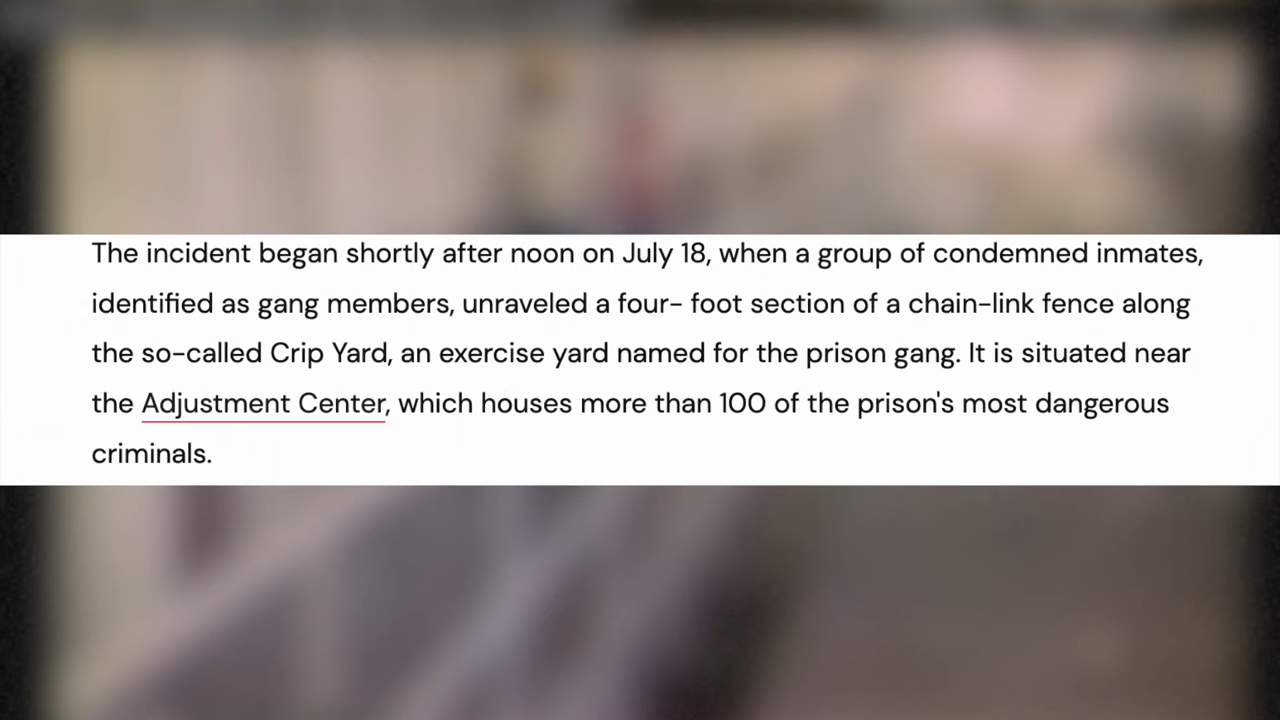 The incident began shortly after noon on July 18, when a group of condemned inmates,
identified as gang members, unraveled a four- foot section of a chain-link fence along
the so-called Crip Yard, an exercise yard named for the prison gang. It is situated near
the Adjustment Center, which houses more than 100 of the prison's most dangerous
criminals.